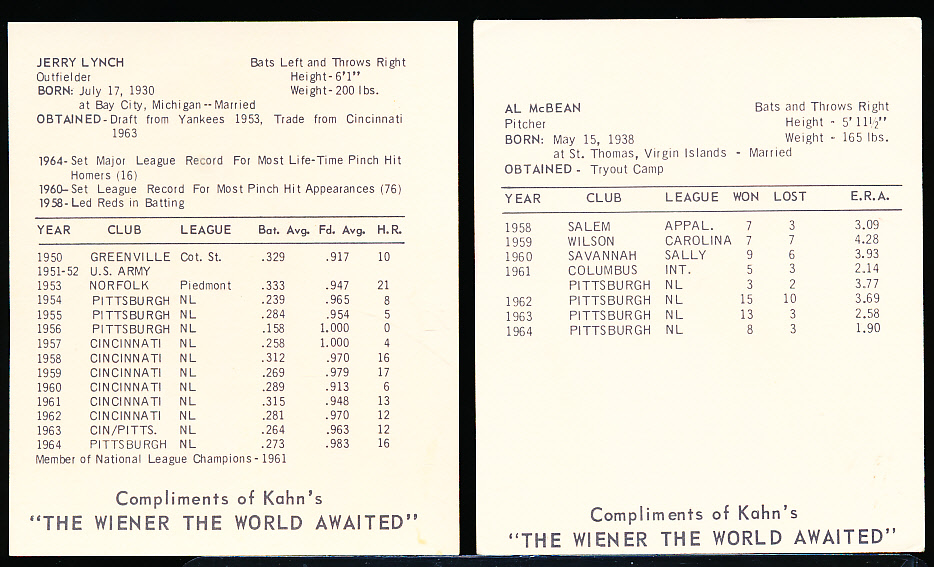 JERRY LYNCH Bats Left and Throws Right
Outfielder Height-6'1"
BORN: July 17, 1930 Weight-200 lbs.
at Bay City, Michigan--Married
OBTAINED-Draft from Yankees 1953, Trade from Cincinnati
1963
1964-Set Major League Record For Most Life-Time Pinch Hit
Homers (16)
1960-Set League Record For Most Pinch Hit Appearances (76)
1958-Led Reds in Batting
YEAR CLUB LEAGUE Bat. Avg. Fd. Avg. H.R.
1950 GREENVILLE Cot. St. .329 .917 10
1951-52 U.S. ARMY
1953 NORFOLK Piedmont .333 .947 21
1954 PITTSBURGH NL .239 .965 8
1955 PITTSBURGH NL .284 .954 5
1956 PITTSBURGH NL .158 1.000 0
1957 CINCINNATI NL .258 1.000 4
1958 CINCINNATI NL .312 .970 16
1959 CINCINNATI NL .269 .979 17
1960 CINCINNATI NL .289 .913 6
1961 CINCINNATI NL .315 .948 13
1962 CINCINNATI NL .281 .970 12
1963 CIN/PITTS. NL .264 .963 12
1964 PITTSBURGH NL .273 .983 16
Member of National League Champions-1961
Compliments of Kahn's
"THE WIENER THE WORLD AWAITED"
AL McBEAN Bats and Throws Right
Pitcher Height - 5' 11½"
BORN: May 15, 1938 Weight - 165 lbs.
at St. Thomas, Virgin Islands - Married
OBTAINED - Tryout Camp
YEAR CLUB LEAGUE WON LOST E.R.A.
1958 SALEM APPAL. 7 3 3.09
1959 WILSON CAROLINA 7 7 4.28
1960 SAVANNAH SALLY 9 6 3.93
1961 COLUMBUS INT. 5 3 2.14
PITTSBURGH NL 3 2 3.77
1962 PITTSBURGH NL 15 10 3.69
1963 PITTSBURGH NL 13 3 2.58
1964 PITTSBURGH NL 8 3 1.90
Compliments of Kahn's
"THE WIENER THE WORLD AWAITED"